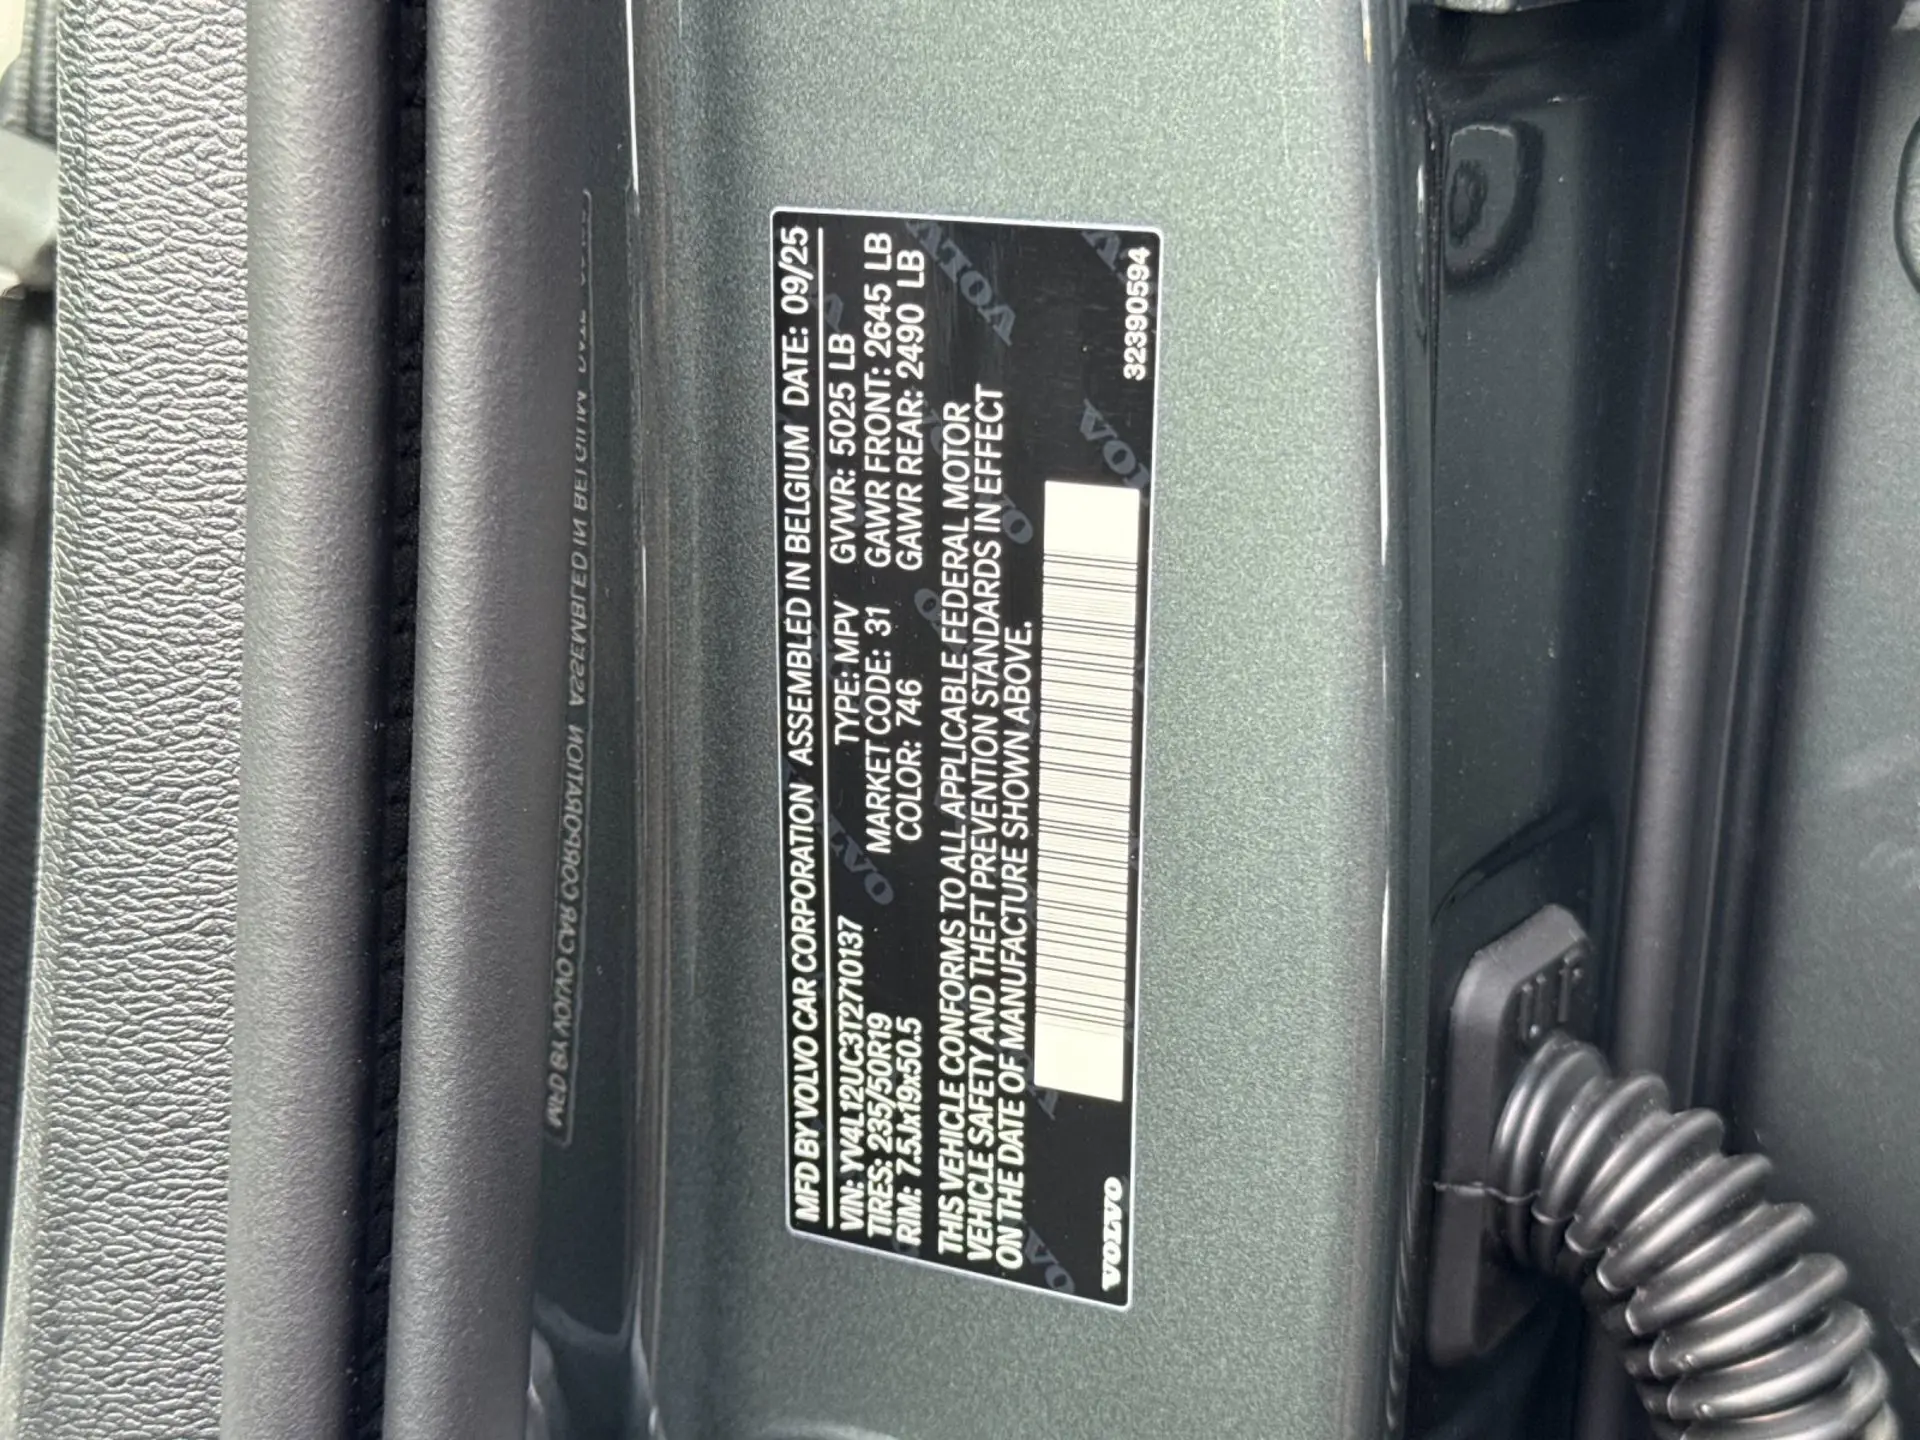 MFD BY VOLVO CAR CORPORATION ASSEMBLED IN BELGIUM DATE: 09/25
VIN: YV4L12UC3T2710137 TYPE: MPV GVWR: 5025 LB
TIRES: 235/50R19 MARKET CODE: 31 GAWR FRONT: 2645 LB
RIM: 7.5Jx19x50.5 COLOR: 746 GAWR REAR: 2490 LB
THIS VEHICLE CONFORMS TO ALL APPLICABLE FEDERAL MOTOR
VEHICLE SAFETY AND THEFT PREVENTION STANDARDS IN EFFECT
ON THE DATE OF MANUFACTURE SHOWN ABOVE.
VOLVO
32390594